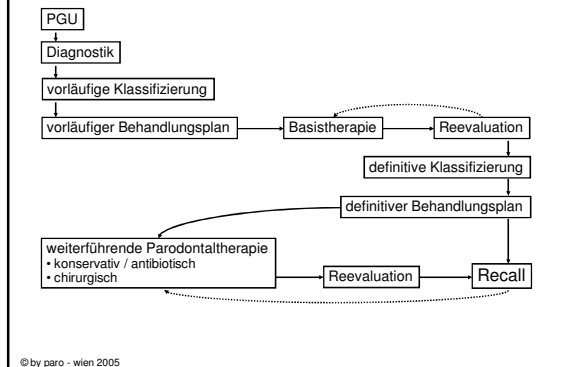 PGU
Diagnostik
vorläufige Klassifizierung
vorläufiger Behandlungsplan
Basistherapie
Reevaluation
definitive Klassifizierung
definitiver Behandlungsplan
weiterführende Parodontaltherapie
• konservativ / antibiotisch
• chirurgisch
Reevaluation
Recall
© by paro - wien 2005